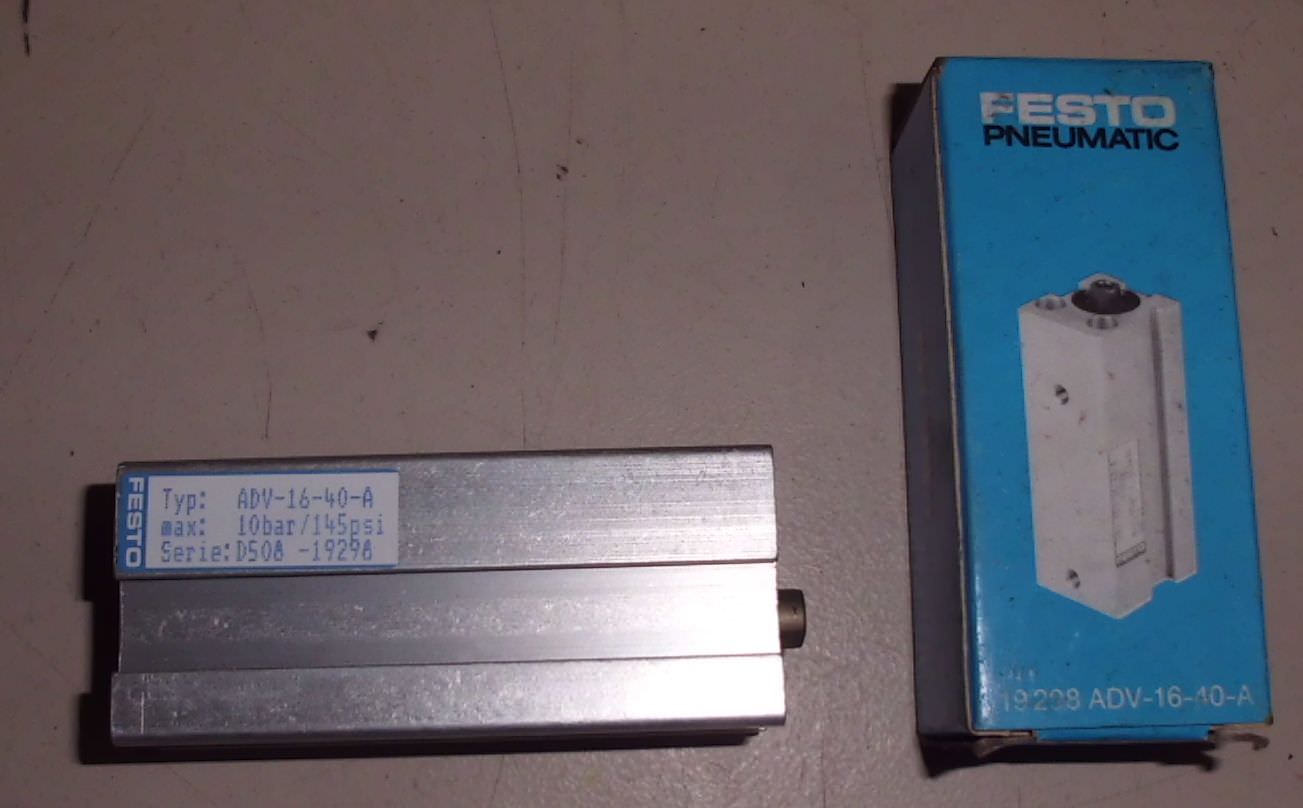 FESTO
Typ: ADV-16-40-A
max: 10bar/145psi
Serie: D508 -19298
FESTO
PNEUMATIC
19298 ADV-16-40-A